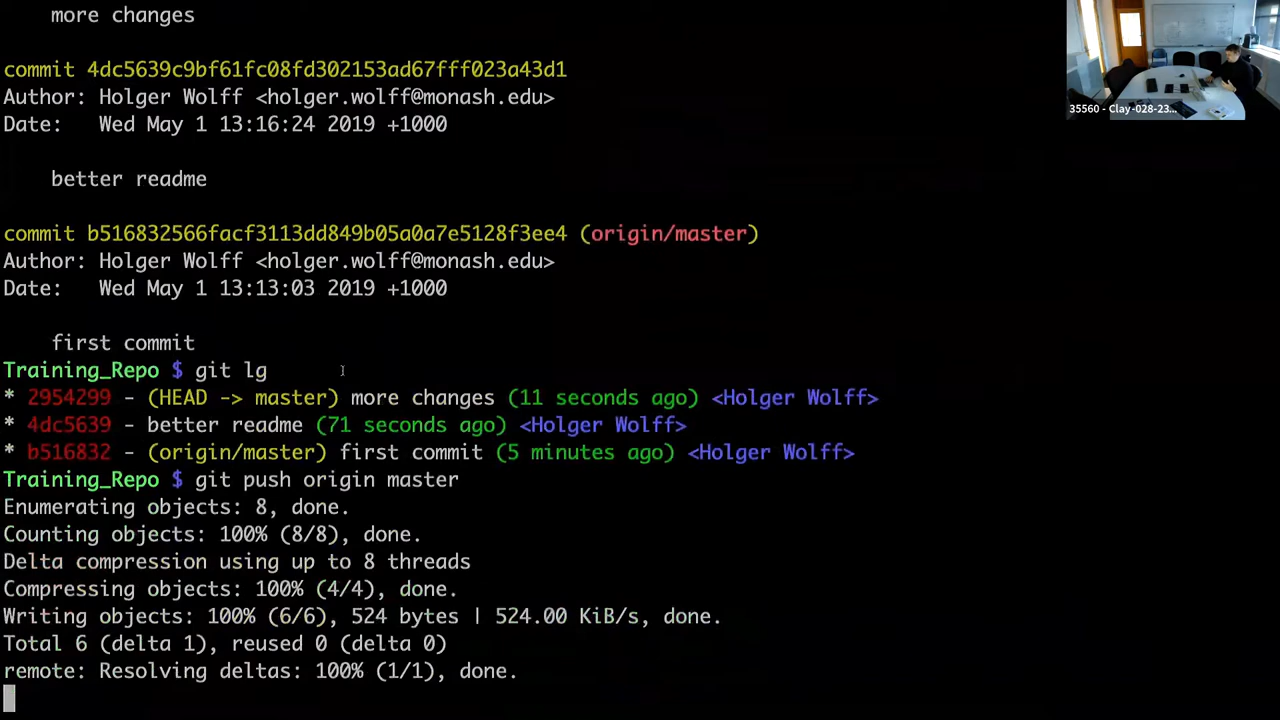 more changes
commit 4dc5639c9bf61fc08fd302153ad67fff023a43d1
Author: Holger Wolff <holger.wolff@monash.edu>
Date:   Wed May 1 13:16:24 2019 +1000
better readme
commit b516832566facf3113dd849b05a0a7e5128f3ee4 (origin/master)
Author: Holger Wolff <holger.wolff@monash.edu>
Date:   Wed May 1 13:13:03 2019 +1000
first commit
Training_Repo $ git lg
* 2954299 - (HEAD -> master) more changes (11 seconds ago) <Holger Wolff>
* 4dc5639 - better readme (71 seconds ago) <Holger Wolff>
* b516832 - (origin/master) first commit (5 minutes ago) <Holger Wolff>
Training_Repo $ git push origin master
Enumerating objects: 8, done.
Counting objects: 100% (8/8), done.
Delta compression using up to 8 threads
Compressing objects: 100% (4/4), done.
Writing objects: 100% (6/6), 524 bytes | 524.00 KiB/s, done.
Total 6 (delta 1), reused 0 (delta 0)
remote: Resolving deltas: 100% (1/1), done.
35560 - Clay-028-23...